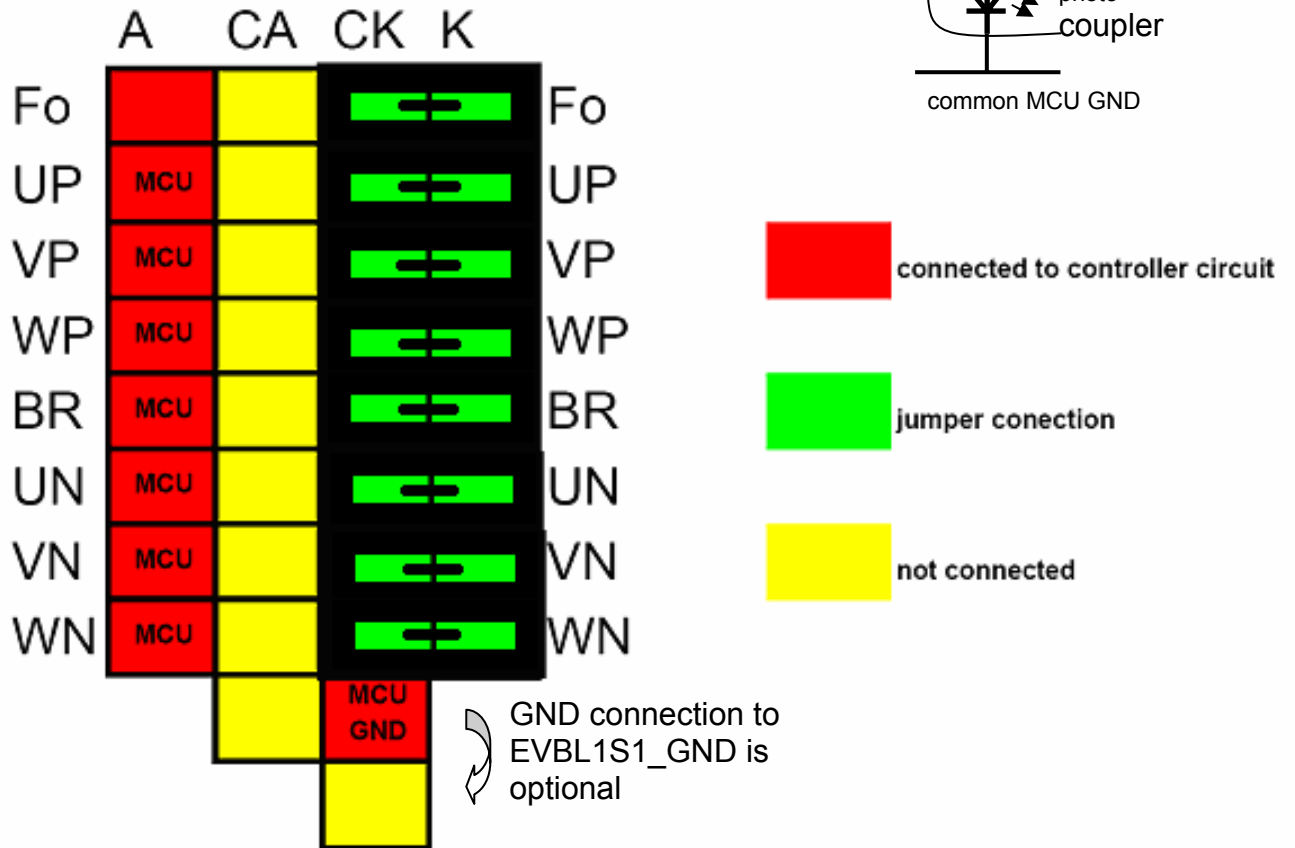 A CA CK K
photo
coupler
common MCU GND
Fo Fo
UP MCU UP
VP MCU VP
WP MCU WP
BR MCU BR
UN MCU UN
VN MCU VN
WN MCU WN
MCU
GND
GND connection to
EVBL1S1_GND is
optional
connected to controller circuit
jumper conection
not connected